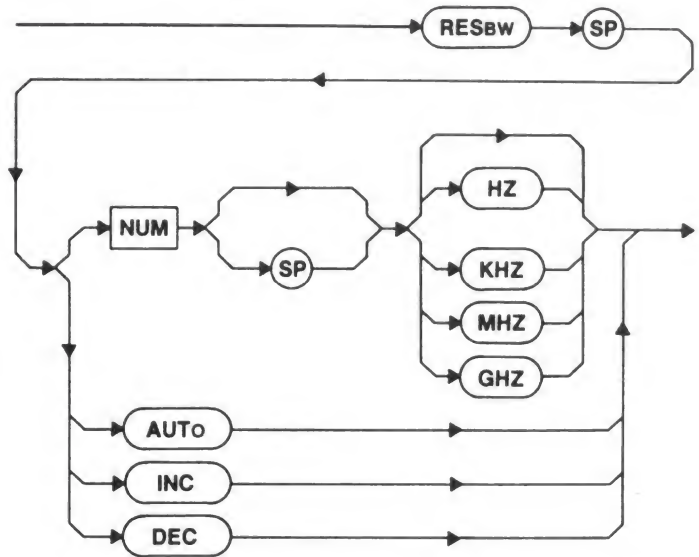 RESBW SP
NUM
SP
HZ
KHZ
MHZ
GHZ
AUTO
INC
DEC